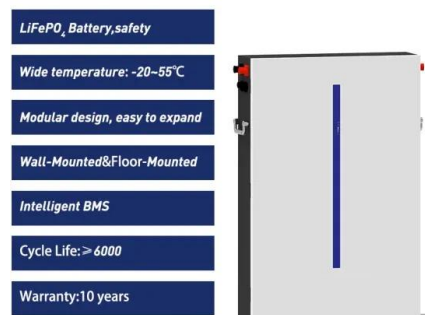 LiFePO₄ Battery,safety
Wide temperature: -20~55℃
Modular design, easy to expand
Wall-Mounted&Floor-Mounted
Intelligent BMS
Cycle Life:≥6000
Warranty:10 years